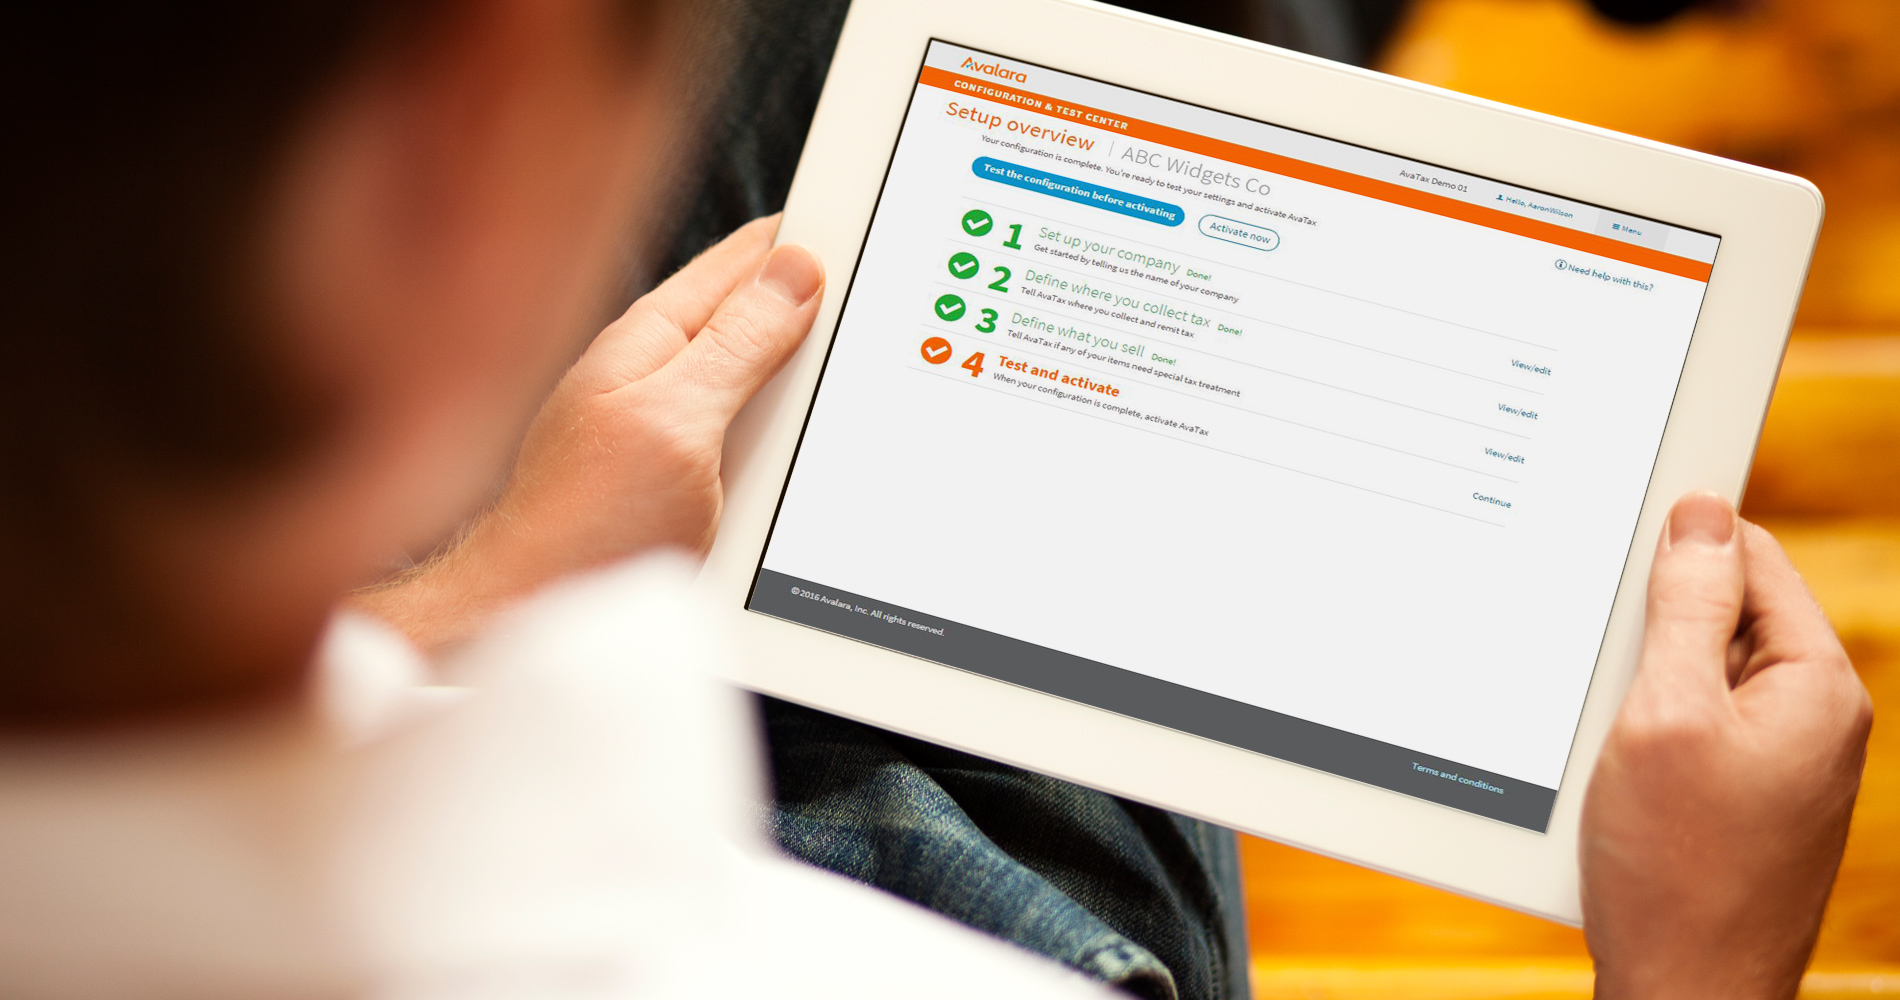 Avalara
CONFIGURATION & TEST CENTER
AvaTax Demo 01
Hello, AaronWilson
Menu
Setup overview | ABC Widgets Co
Need help with this?
Your configuration is complete. You're ready to test your settings and activate AvaTax
Test the configuration before activating
Activate now
1 Set up your company Done!
Get started by telling us the name of your company
View/edit
2 Define where you collect tax Done!
Tell AvaTax where you collect and remit tax
View/edit
3 Define what you sell Done!
Tell AvaTax if any of your items need special tax treatment
View/edit
4 Test and activate
When your configuration is complete, activate AvaTax
Continue
©2016 Avalara, Inc. All rights reserved.
Terms and conditions